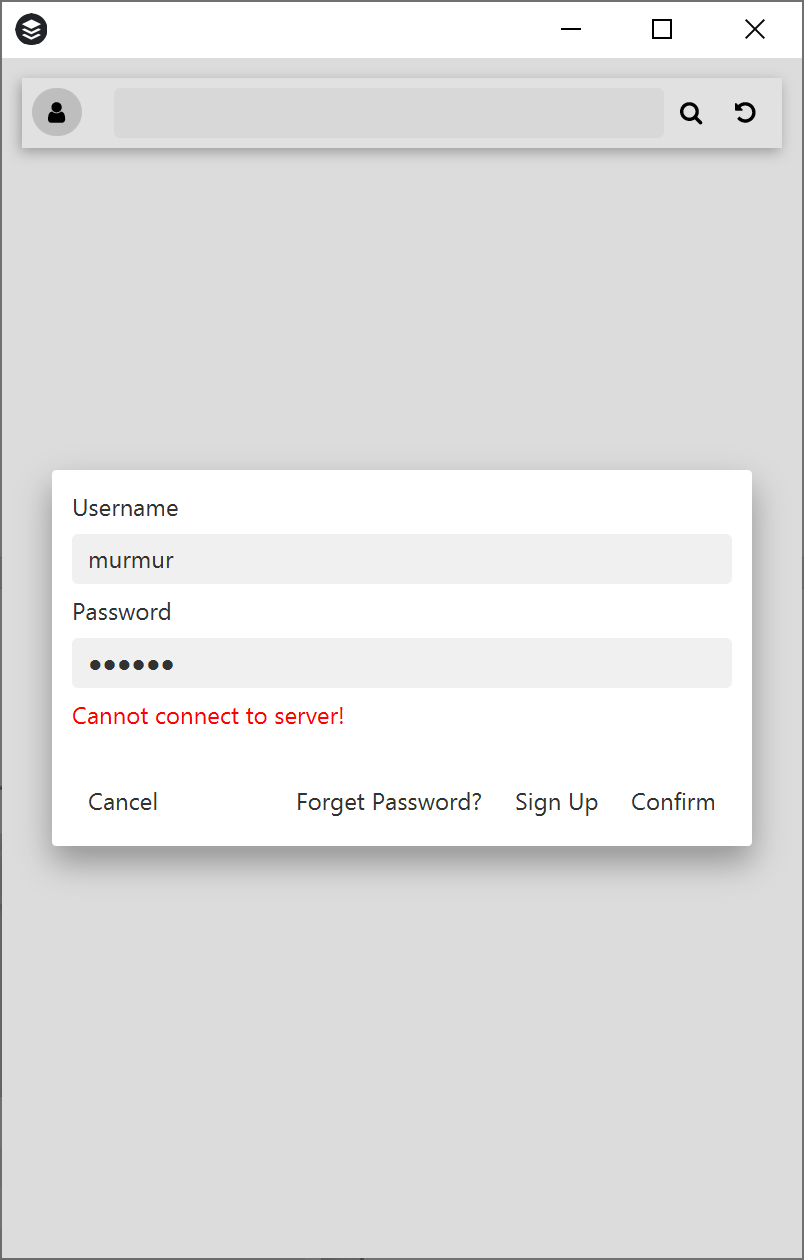 Username
murmur
Password
●●●●●●
Cannot connect to server!
Cancel Forget Password? Sign Up Confirm